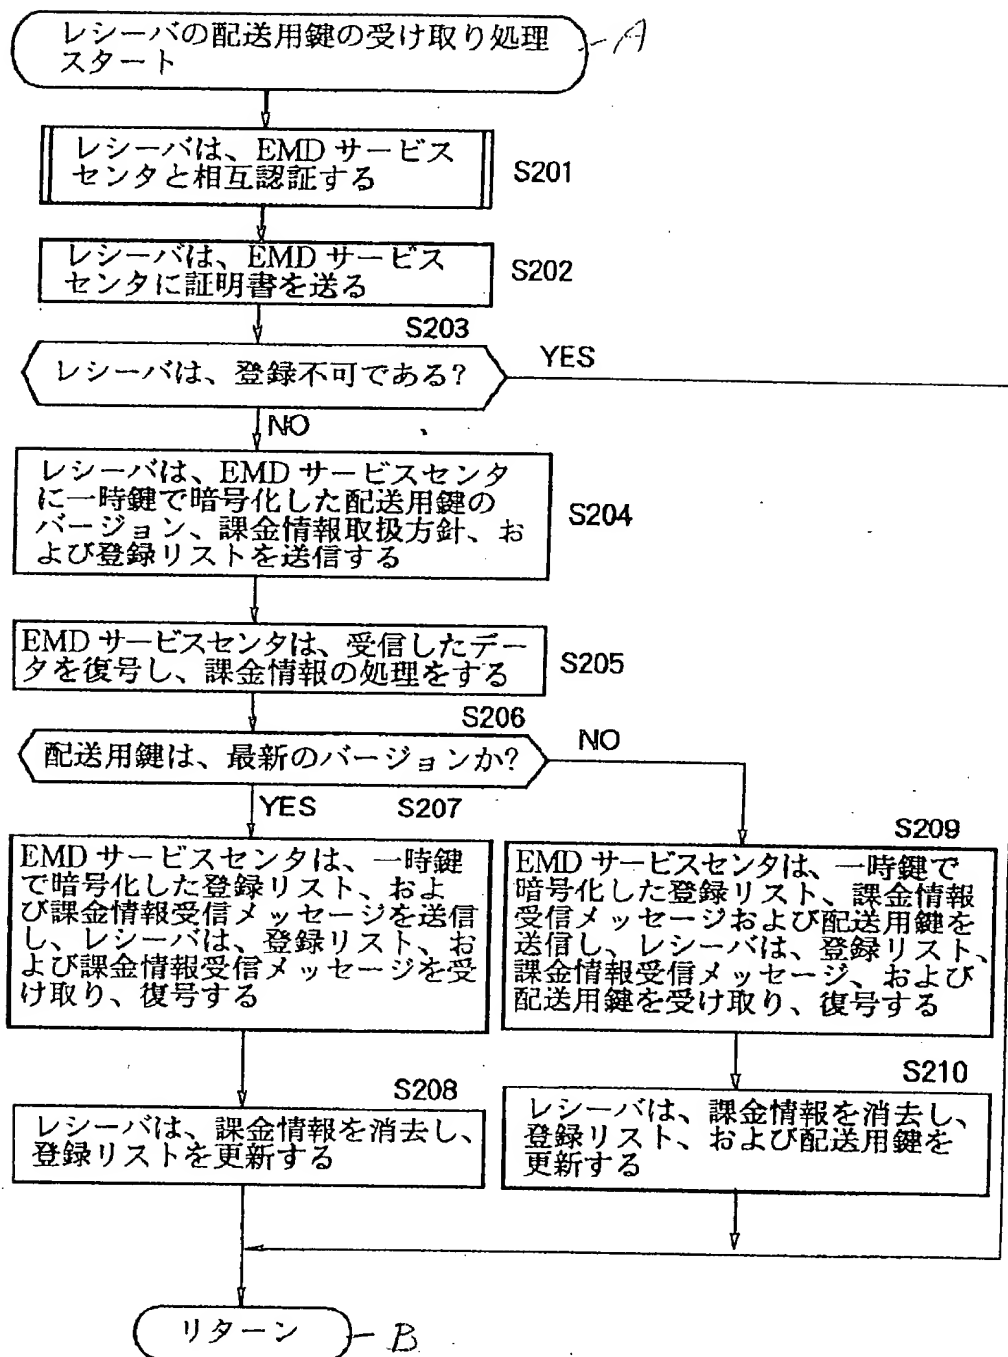 レシーバの配送用鍵の受け取り処理
スタート
A
レシーバは、EMD サービス
センタと相互認証する
S201
レシーバは、EMD サービス
センタに証明書を送る
S202
S203
レシーバは、登録不可である?
YES
NO
レシーバは、EMD サービスセンタ
に一時鍵で暗号化した配送用鍵の
バージョン、課金情報取扱方針、お
よび登録リストを送信する
S204
EMD サービスセンタは、受信したデー
タを復号し、課金情報の処理をする
S205
S206
配送用鍵は、最新のバージョンか?
NO
YES
S207
EMD サービスセンタは、一時鍵
で暗号化した登録リスト、およ
び課金情報受信メッセージを送信
し、レシーバは、登録リスト、お
よび課金情報受信メッセージを受
け取り、復号する
S209
EMD サービスセンタは、一時鍵で
暗号化した登録リスト、課金情報
受信メッセージおよび配送用鍵を
送信し、レシーバは、登録リスト、
課金情報受信メッセージ、および
配送用鍵を受け取り、復号する
S208
レシーバは、課金情報を消去し、
登録リストを更新する
S210
レシーバは、課金情報を消去し、
登録リスト、および配送用鍵を
更新する
リターン
B